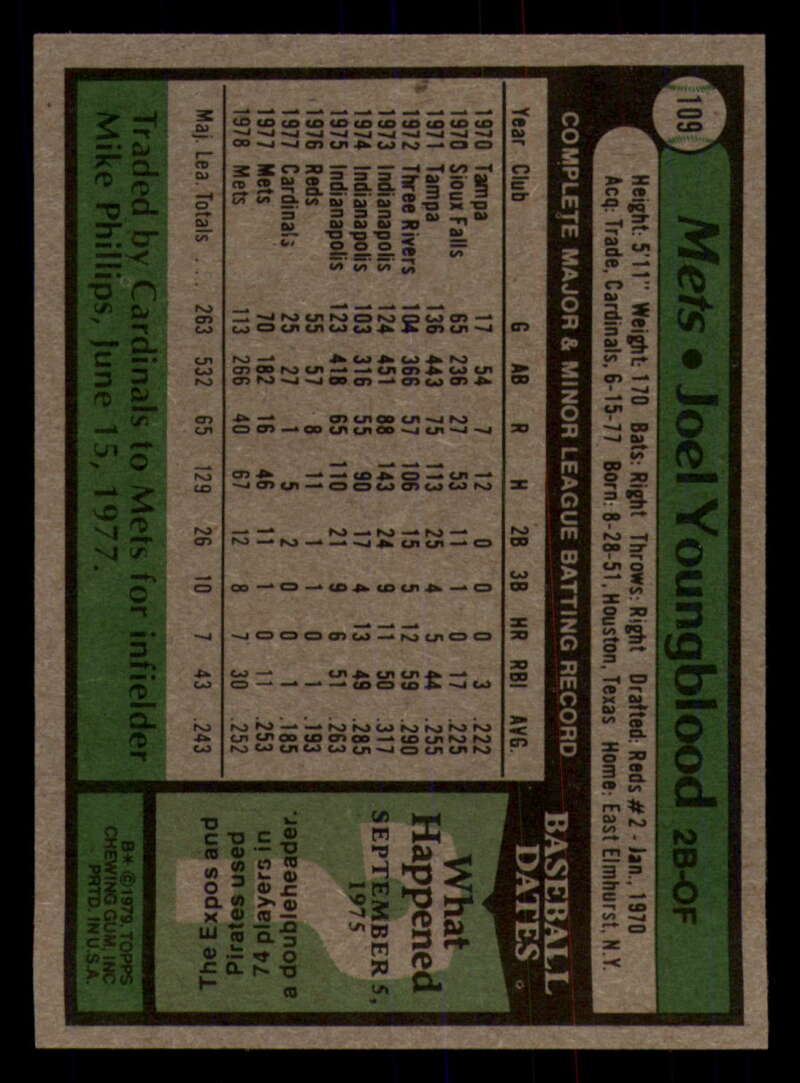 109
Mets • Joel Youngblood 2B-OF
Height: 5'11" Weight: 170 Bats: Right Throws: Right Drafted: Reds #2 - Jan., 1970
Acq: Trade, Cardinals, 6-15-77 Born: 8-28-51, Houston, Texas Home: East Elmhurst, N.Y.
COMPLETE MAJOR & MINOR LEAGUE BATTING RECORD
Year Club G AB R H 2B 3B HR RBI AVG.
1970 Tampa 17 54 7 12 0 0 0 3 .222
1970 Sioux Falls 65 236 27 53 11 1 0 17 .225
1971 Tampa 136 443 75 113 25 4 5 44 .255
1972 Three Rivers 104 366 57 106 15 5 12 59 .290
1973 Indianapolis 124 451 88 143 24 9 11 50 .317
1974 Indianapolis 103 316 55 90 17 4 13 49 .285
1975 Indianapolis 123 418 65 110 21 9 6 51 .263
1976 Reds 55 57 8 11 1 1 0 1 .193
1977 Cardinals 25 27 1 5 2 0 0 1 .185
1977 Mets 70 182 16 46 11 1 0 11 .253
1978 Mets 113 266 40 67 12 8 7 30 .252
Maj. Lea. Totals .... 263 532 65 129 26 10 7 43 .243
Traded by Cardinals to Mets for infielder
Mike Phillips, June 15, 1977.
BASEBALL
DATES
What
Happened
SEPTEMBER 5,
1975
The Expos and
Pirates used
74 players in
a doubleheader.
B* © 1979 TOPPS
CHEWING GUM, INC
PRTD. IN U.S.A.